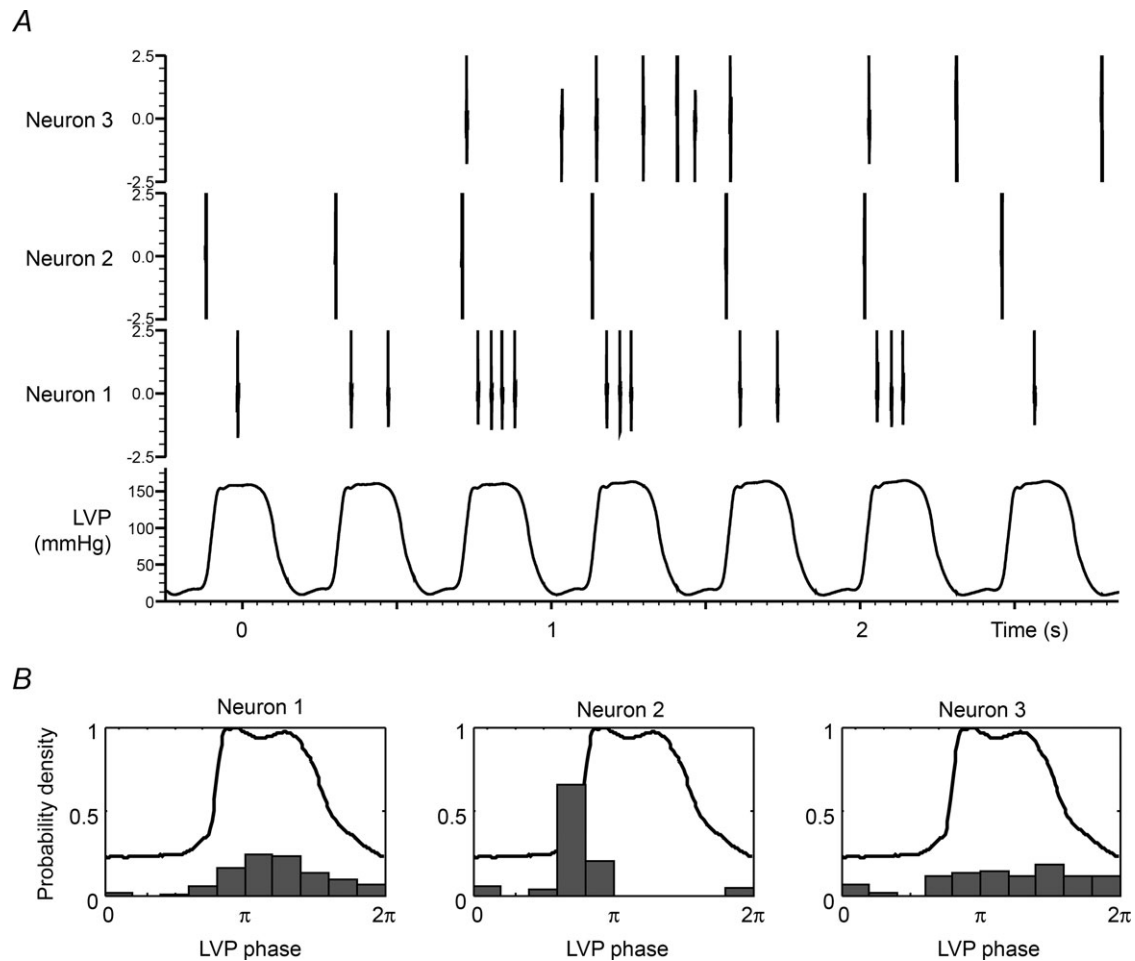 A
Neuron 3
2.5
0.0
-2.5
Neuron 2
2.5
0.0
-2.5
Neuron 1
2.5
0.0
-2.5
LVP
(mmHg)
150
100
50
0
0 1 2 Time (s)
B
Neuron 1 Neuron 2 Neuron 3
Probability density
1 1 1
0.5 0.5 0.5
0 0 0
0 π 2π 0 π 2π 0 π 2π
LVP phase LVP phase LVP phase